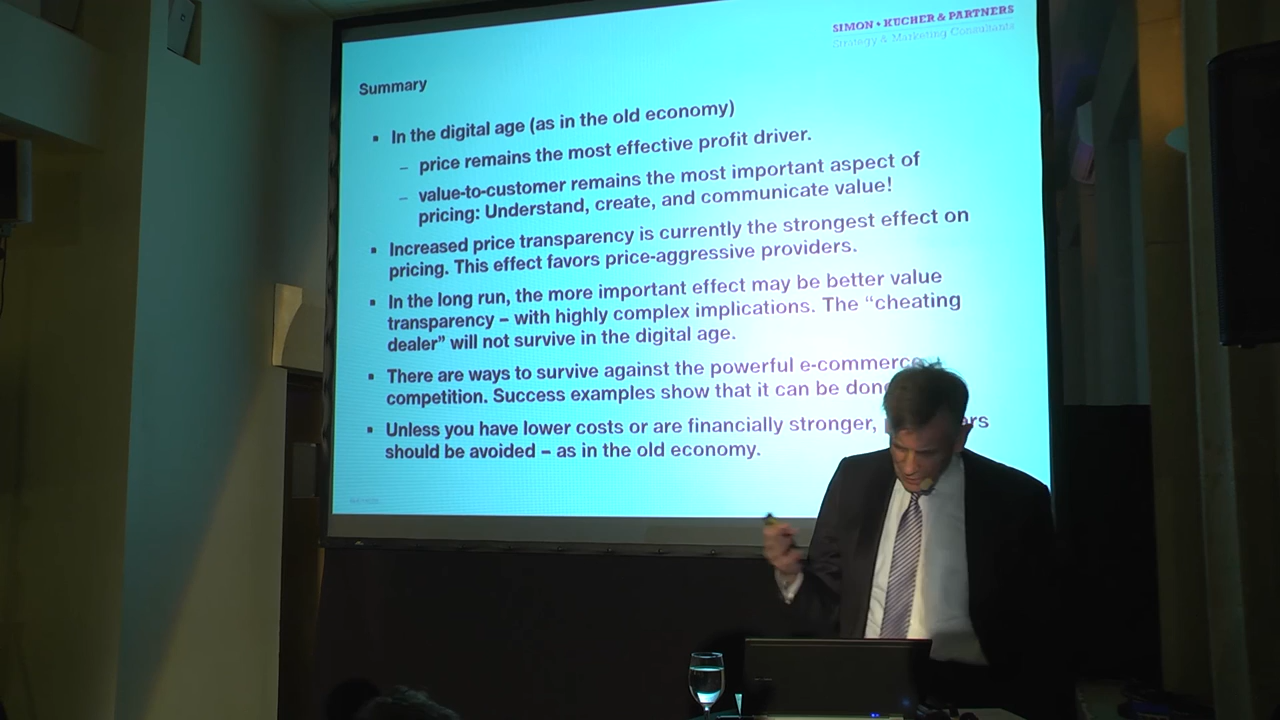 SIMON • KUCHER & PARTNERS
Strategy & Marketing Consultants
Summary
▪ In the digital age (as in the old economy)
– price remains the most effective profit driver.
– value-to-customer remains the most important aspect of
pricing: Understand, create, and communicate value!
▪ Increased price transparency is currently the strongest effect on
pricing. This effect favors price-aggressive providers.
▪ In the long run, the more important effect may be better value
transparency – with highly complex implications. The “cheating
dealer” will not survive in the digital age.
▪ There are ways to survive against the powerful e-commerce
competition. Success examples show that it can be done
▪ Unless you have lower costs or are financially stronger,
should be avoided – as in the old economy.